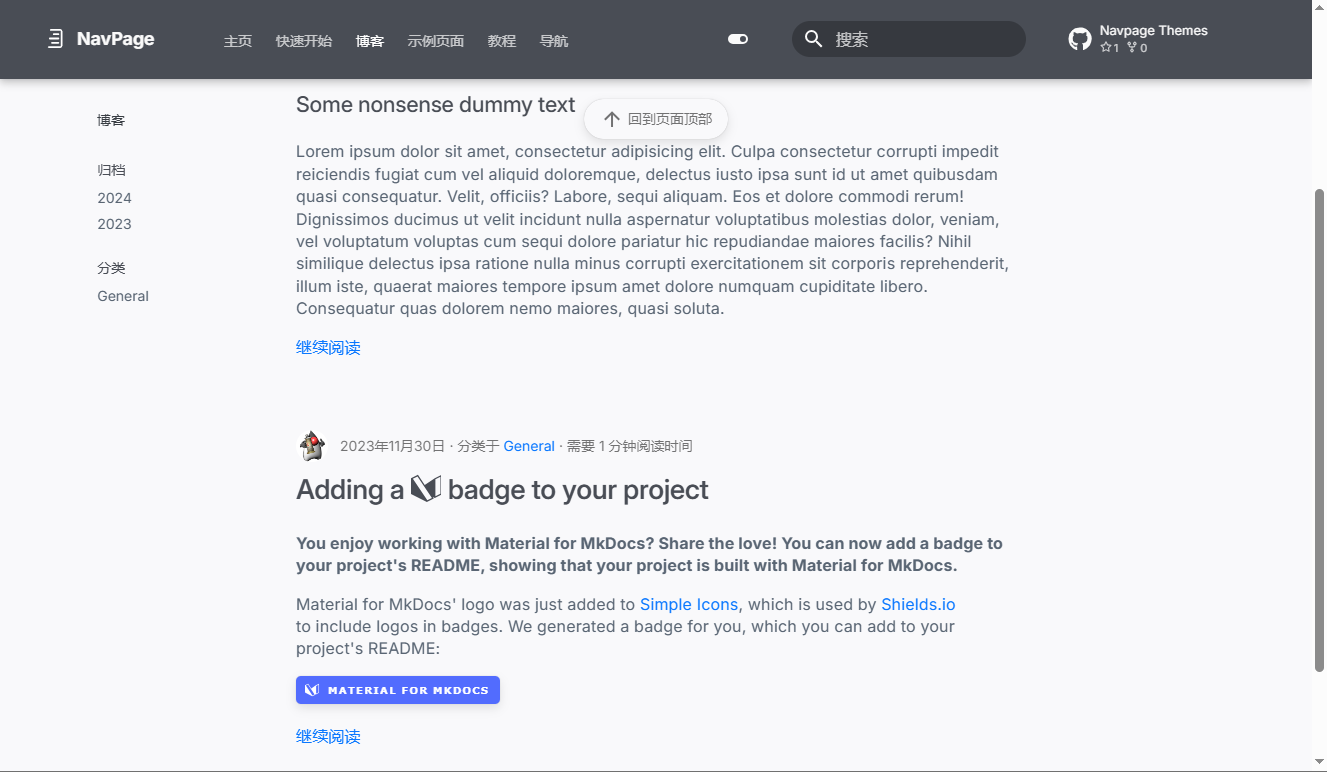 NavPage
主页 快速开始 博客 示例页面 教程 导航
搜索
Navpage Themes
1 0
博客
归档
2024
2023
分类
General
Some nonsense dummy text
回到页面顶部
Lorem ipsum dolor sit amet, consectetur adipisicing elit. Culpa consectetur corrupti impedit
reiciendis fugiat cum vel aliquid doloremque, delectus iusto ipsa sunt id ut amet quibusdam
quasi consequatur. Velit, officiis? Labore, sequi aliquam. Eos et dolore commodi rerum!
Dignissimos ducimus ut velit incidunt nulla aspernatur voluptatibus molestias dolor, veniam,
vel voluptatum voluptas cum sequi dolore pariatur hic repudiandae maiores facilis? Nihil
similique delectus ipsa ratione nulla minus corrupti exercitationem sit corporis reprehenderit,
illum iste, quaerat maiores tempore ipsum amet dolore numquam cupiditate libero.
Consequatur quas dolorem nemo maiores, quasi soluta.
继续阅读
2023年11月30日 · 分类于 General · 需要 1 分钟阅读时间
Adding a badge to your project
You enjoy working with Material for MkDocs? Share the love! You can now add a badge to
your project's README, showing that your project is built with Material for MkDocs.
Material for MkDocs' logo was just added to Simple Icons, which is used by Shields.io
to include logos in badges. We generated a badge for you, which you can add to your
project's README:
MATERIAL FOR MKDOCS
继续阅读